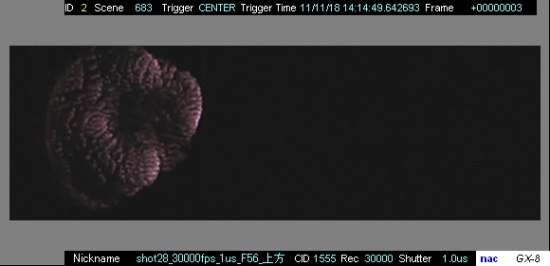 ID 2 Scene 683 Trigger CENTER Trigger Time 11/11/18 14:14:49.642693 Frame +00000003
Nickname shot28_30000fps_1us_F56_上方 CID 1555 Rec 30000 Shutter 1.0us nac GX-8